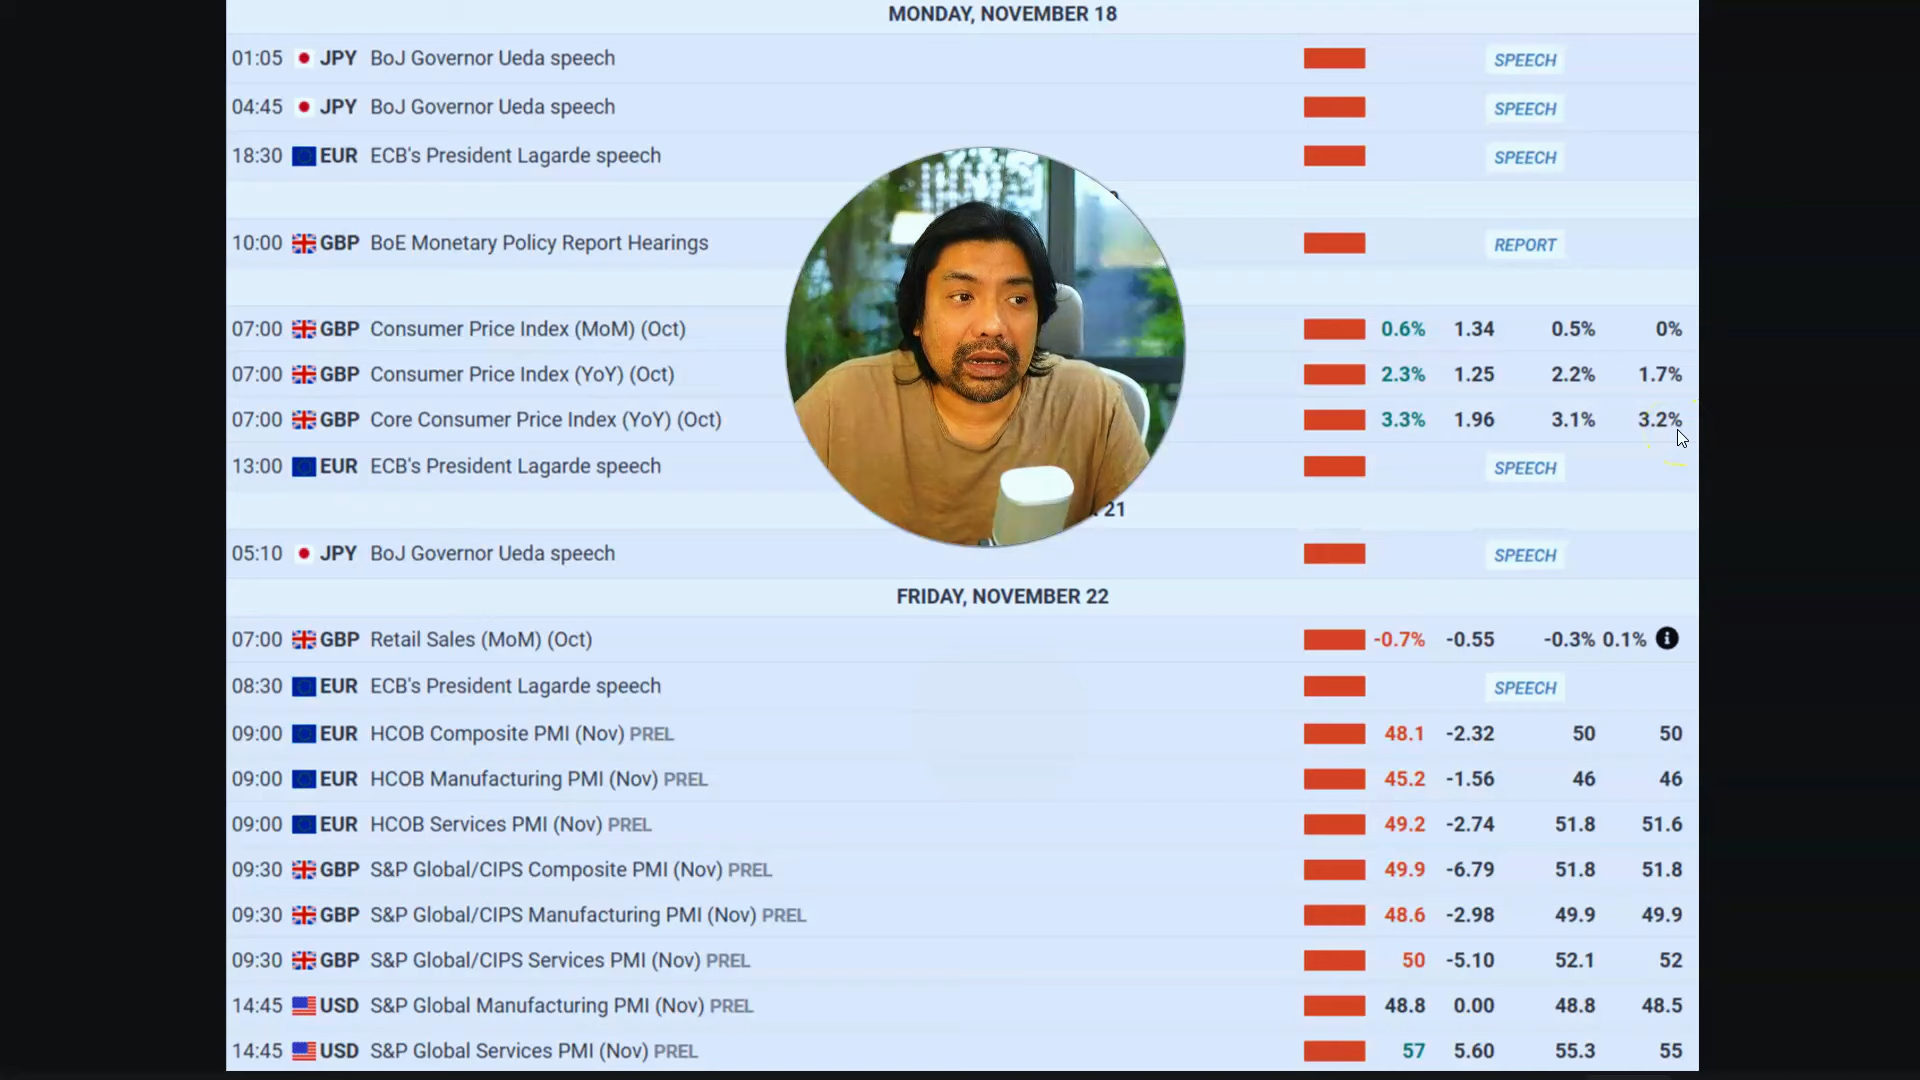 MONDAY, NOVEMBER 18
01:05 JPY BoJ Governor Ueda speech SPEECH
04:45 JPY BoJ Governor Ueda speech SPEECH
18:30 EUR ECB's President Lagarde speech SPEECH
10:00 GBP BoE Monetary Policy Report Hearings REPORT
07:00 GBP Consumer Price Index (MoM) (Oct) 0.6% 1.34 0.5% 0%
07:00 GBP Consumer Price Index (YoY) (Oct) 2.3% 1.25 2.2% 1.7%
07:00 GBP Core Consumer Price Index (YoY) (Oct) 3.3% 1.96 3.1% 3.2%
13:00 EUR ECB's President Lagarde speech SPEECH
21
05:10 JPY BoJ Governor Ueda speech SPEECH
FRIDAY, NOVEMBER 22
07:00 GBP Retail Sales (MoM) (Oct) -0.7% -0.55 -0.3% 0.1%
08:30 EUR ECB's President Lagarde speech SPEECH
09:00 EUR HCOB Composite PMI (Nov) PREL 48.1 -2.32 50 50
09:00 EUR HCOB Manufacturing PMI (Nov) PREL 45.2 -1.56 46 46
09:00 EUR HCOB Services PMI (Nov) PREL 49.2 -2.74 51.8 51.6
09:30 GBP S&P Global/CIPS Composite PMI (Nov) PREL 49.9 -6.79 51.8 51.8
09:30 GBP S&P Global/CIPS Manufacturing PMI (Nov) PREL 48.6 -2.98 49.9 49.9
09:30 GBP S&P Global/CIPS Services PMI (Nov) PREL 50 -5.10 52.1 52
14:45 USD S&P Global Manufacturing PMI (Nov) PREL 48.8 0.00 48.8 48.5
14:45 USD S&P Global Services PMI (Nov) PREL 57 5.60 55.3 55